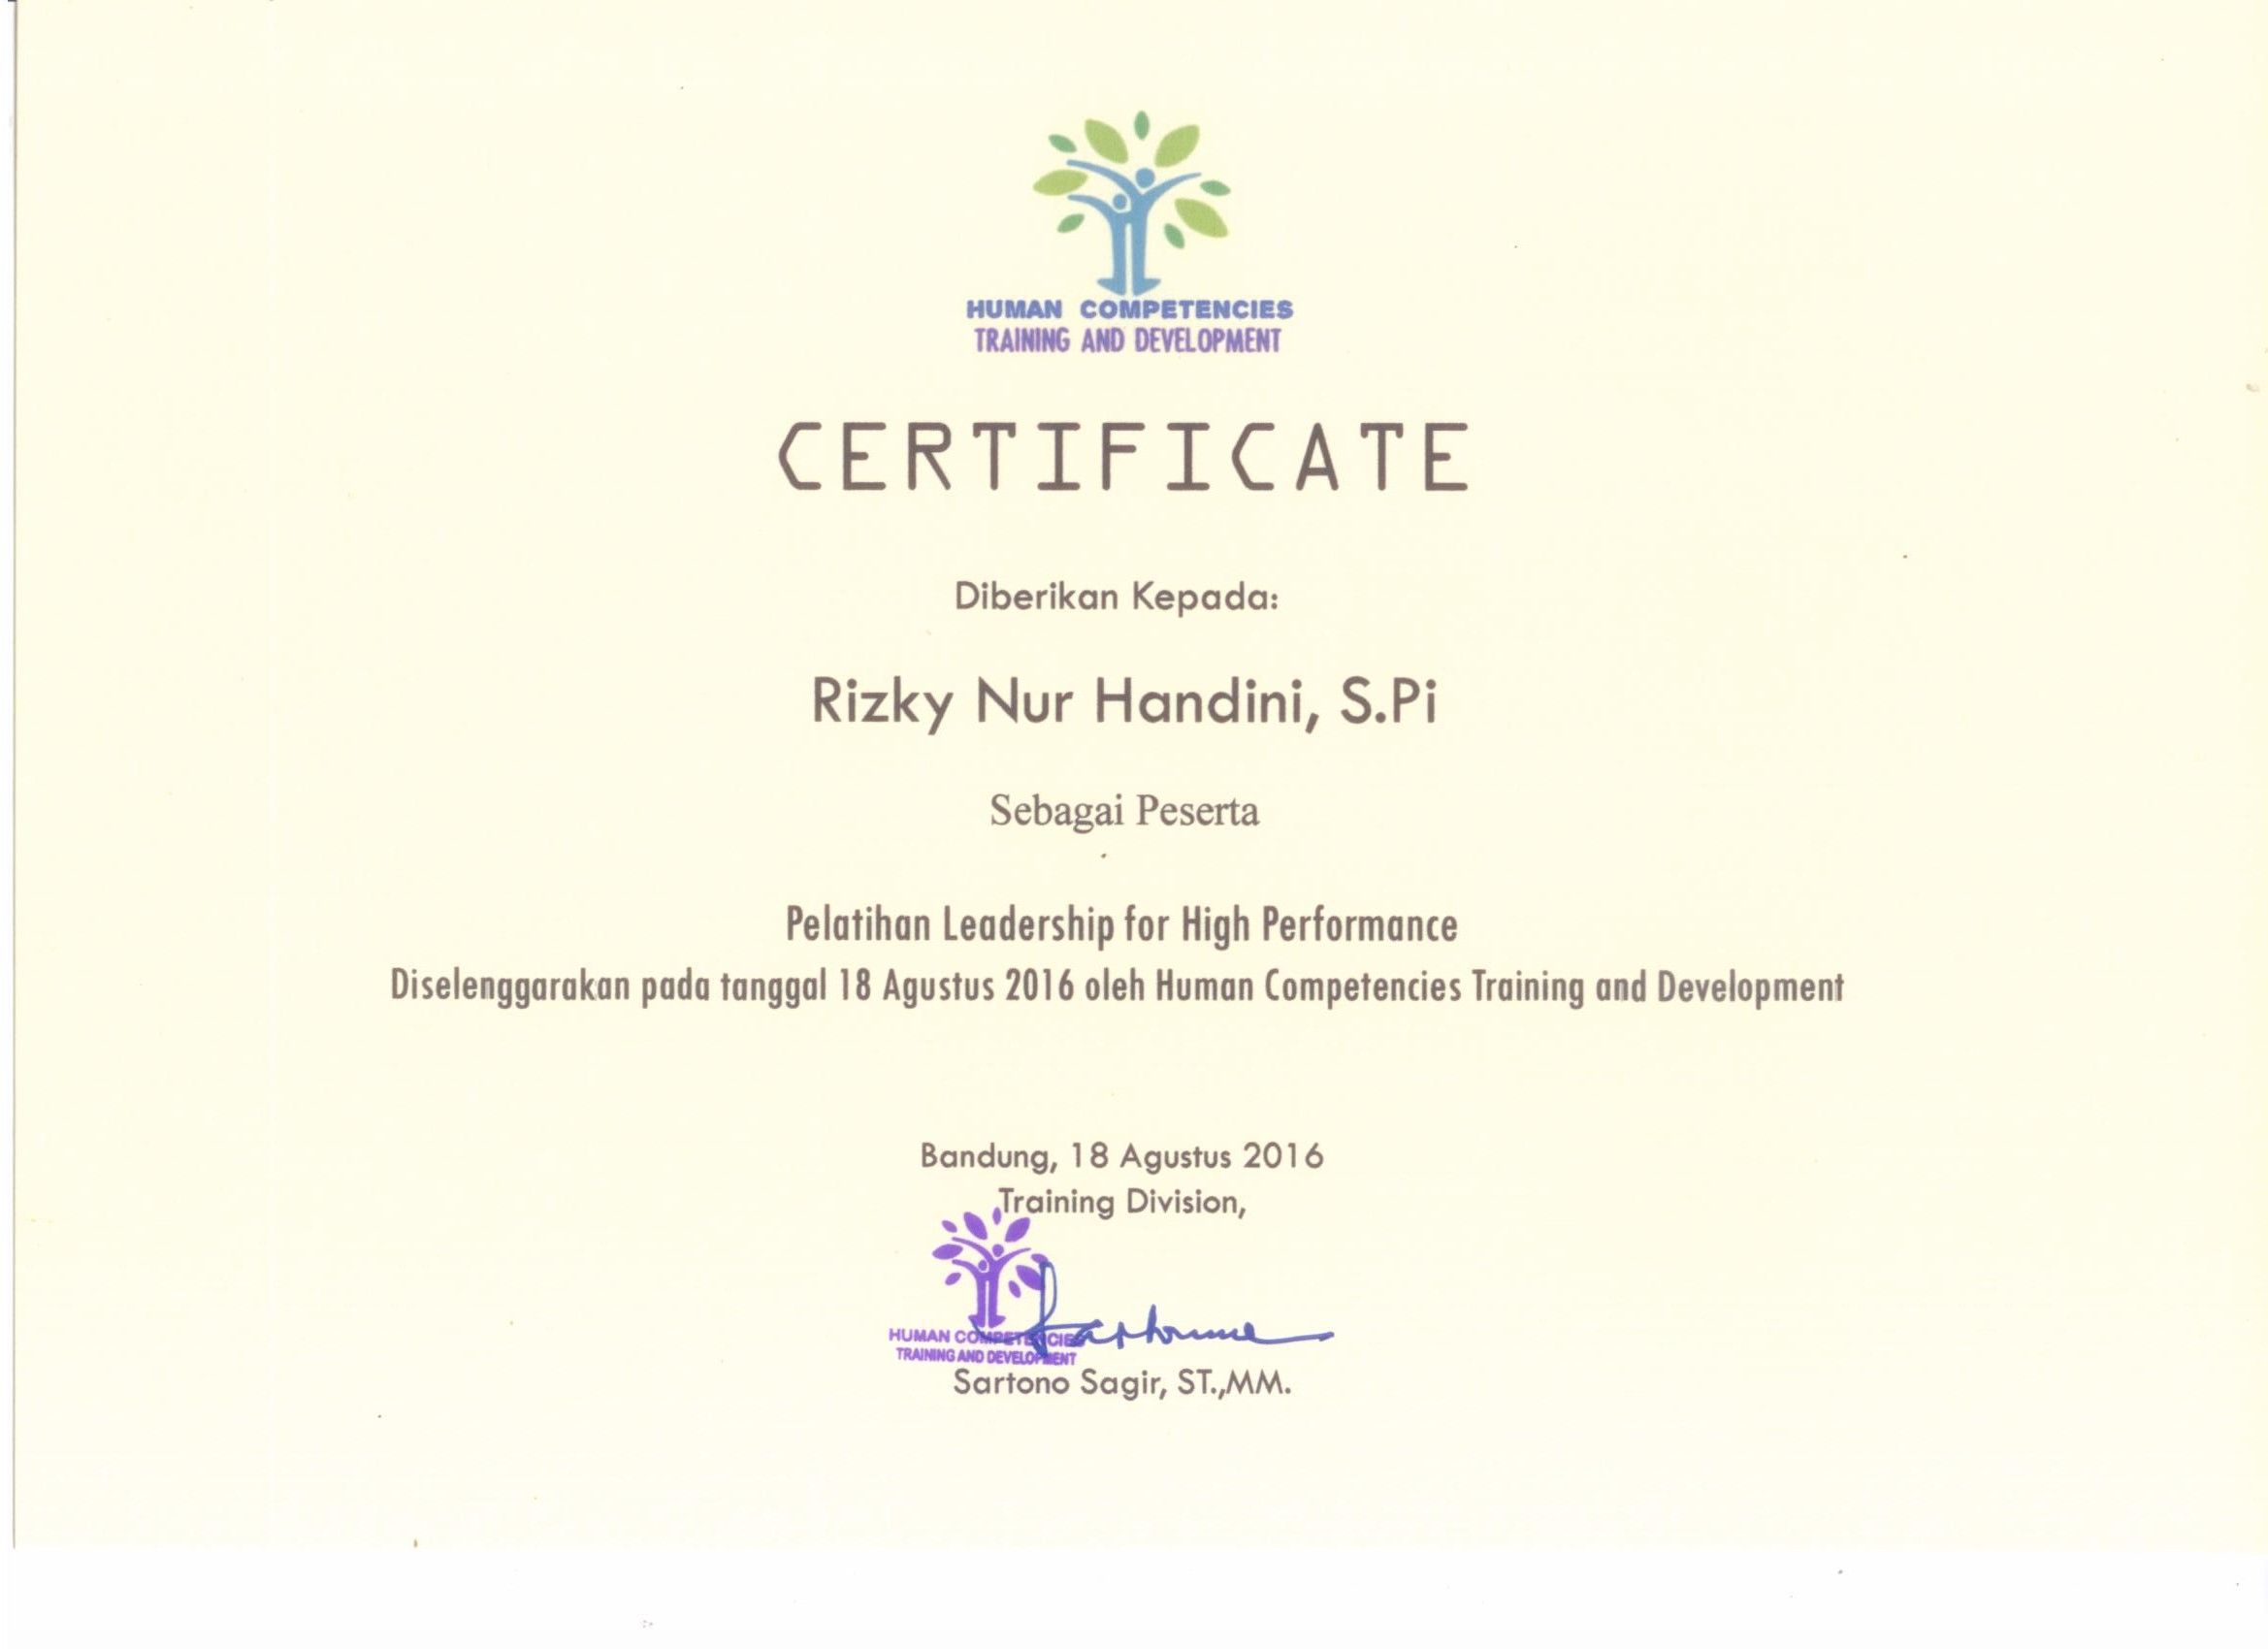 HUMAN COMPETENCIES
TRAINING AND DEVELOPMENT
CERTIFICATE
Diberikan Kepada:
Rizky Nur Handini, S.Pi
Sebagai Peserta
Pelatihan Leadership for High Performance
Diselenggarakan pada tanggal 18 Agustus 2016 oleh Human Competencies Training and Development
Bandung, 18 Agustus 2016
Training Division,
HUMAN COMPETENCIES
TRAINING AND DEVELOPMENT
Sartono Sagir, ST.,MM.